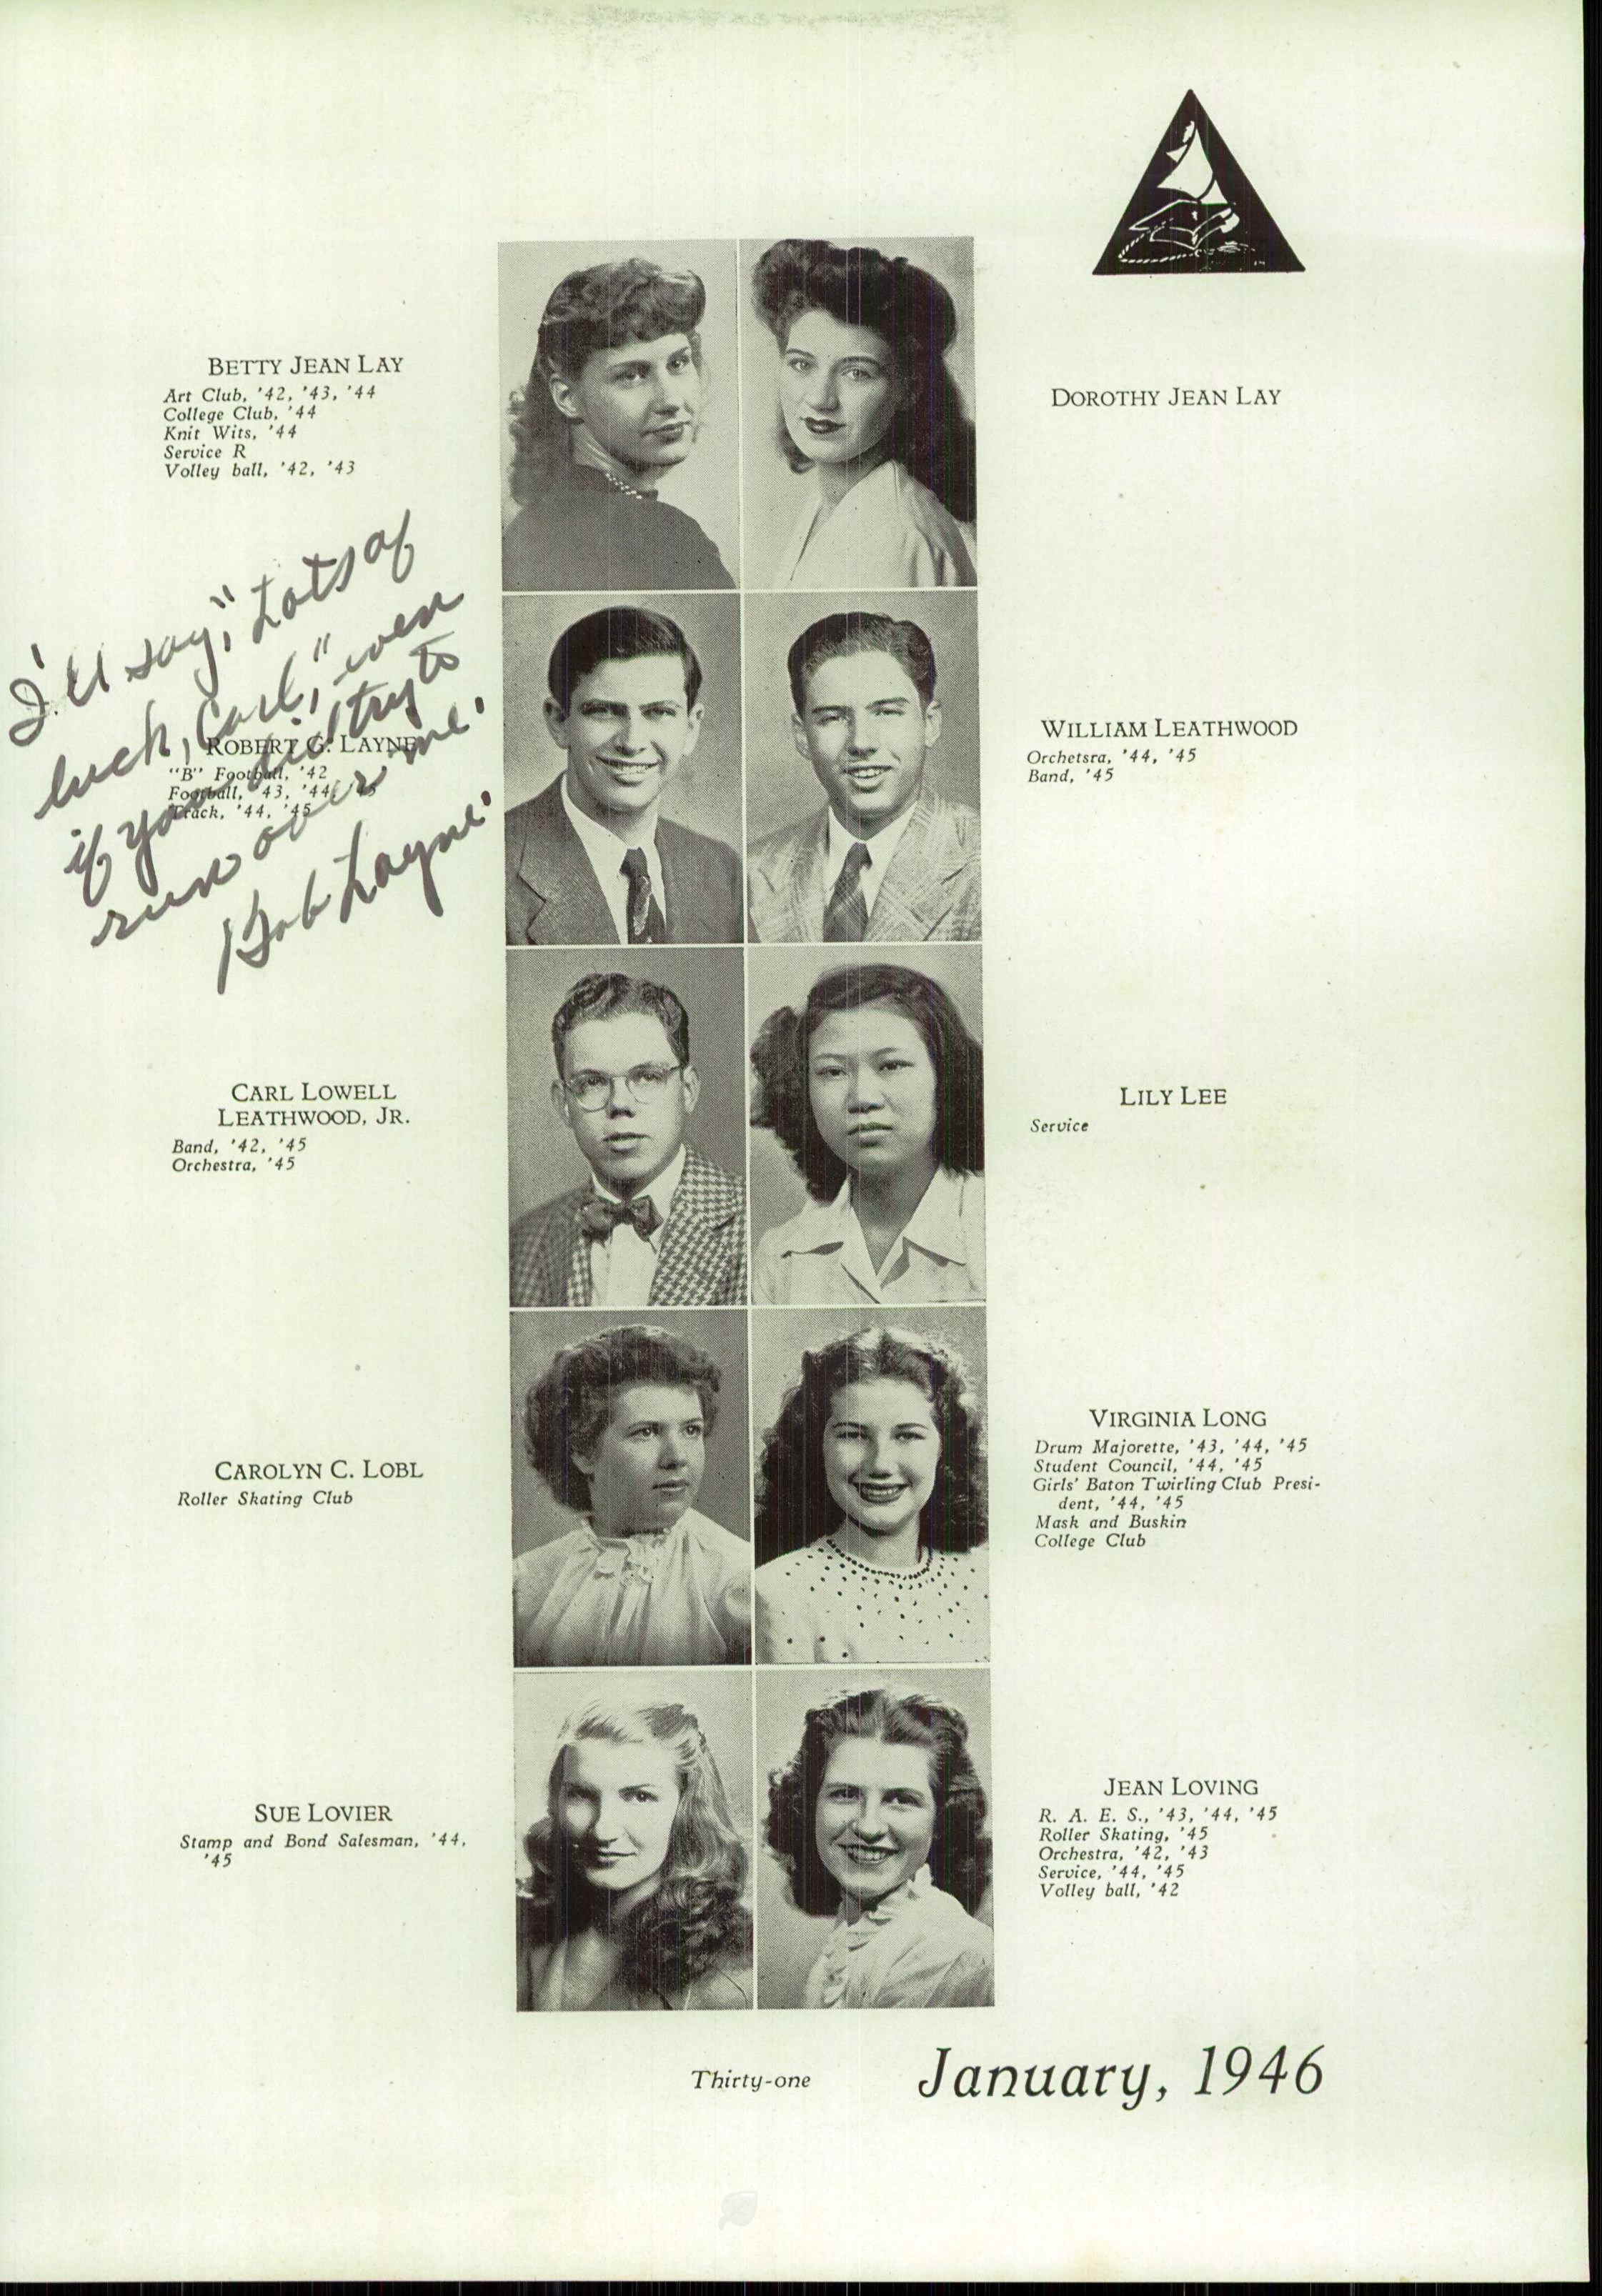 BETTY JEAN LAY
Art Club, '42, '43, '44
College Club, '44
Knit Wits, '44
Service R
Volley ball, '42, '43
DOROTHY JEAN LAY
I'll say, "Lots of
luck, Carl," even
if you did try to
run over me.
Bob Layne.
ROBERT G. LAYNE
"B" Football, '42
Football, '43, '44, '45
Track, '44, '45
WILLIAM LEATHWOOD
Orchetsra, '44, '45
Band, '45
CARL LOWELL
LEATHWOOD, JR.
Band, '42, '45
Orchestra, '45
LILY LEE
Service
CAROLYN C. LOBL
Roller Skating Club
VIRGINIA LONG
Drum Majorette, '43, '44, '45
Student Council, '44, '45
Girls' Baton Twirling Club Presi-
dent, '44, '45
Mask and Buskin
College Club
SUE LOVIER
Stamp and Bond Salesman, '44,
'45
JEAN LOVING
R. A. E. S., '43, '44, '45
Roller Skating, '45
Orchestra, '42, '43
Service, '44, '45
Volley ball, '42
Thirty-one
January, 1946